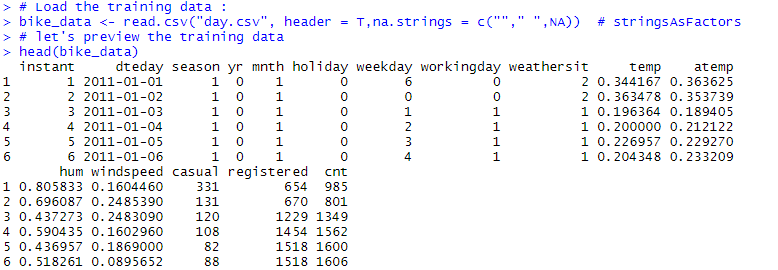 > # Load the training data :
> bike_data <- read.csv("day.csv", header = T,na.strings = c(""," ",NA))  # stringsAsFactors
> # let's preview the training data
> head(bike_data)
  instant     dteday season yr mnth holiday weekday workingday weathersit     temp    atemp
1       1 2011-01-01      1  0    1       0       6          0          2 0.344167 0.363625
2       2 2011-01-02      1  0    1       0       0          0          2 0.363478 0.353739
3       3 2011-01-03      1  0    1       0       1          1          1 0.196364 0.189405
4       4 2011-01-04      1  0    1       0       2          1          1 0.200000 0.212122
5       5 2011-01-05      1  0    1       0       3          1          1 0.226957 0.229270
6       6 2011-01-06      1  0    1       0       4          1          1 0.204348 0.233209
       hum windspeed casual registered  cnt
1 0.805833 0.1604460    331        654  985
2 0.696087 0.2485390    131        670  801
3 0.437273 0.2483090    120       1229 1349
4 0.590435 0.1602960    108       1454 1562
5 0.436957 0.1869000     82       1518 1600
6 0.518261 0.0895652     88       1518 1606